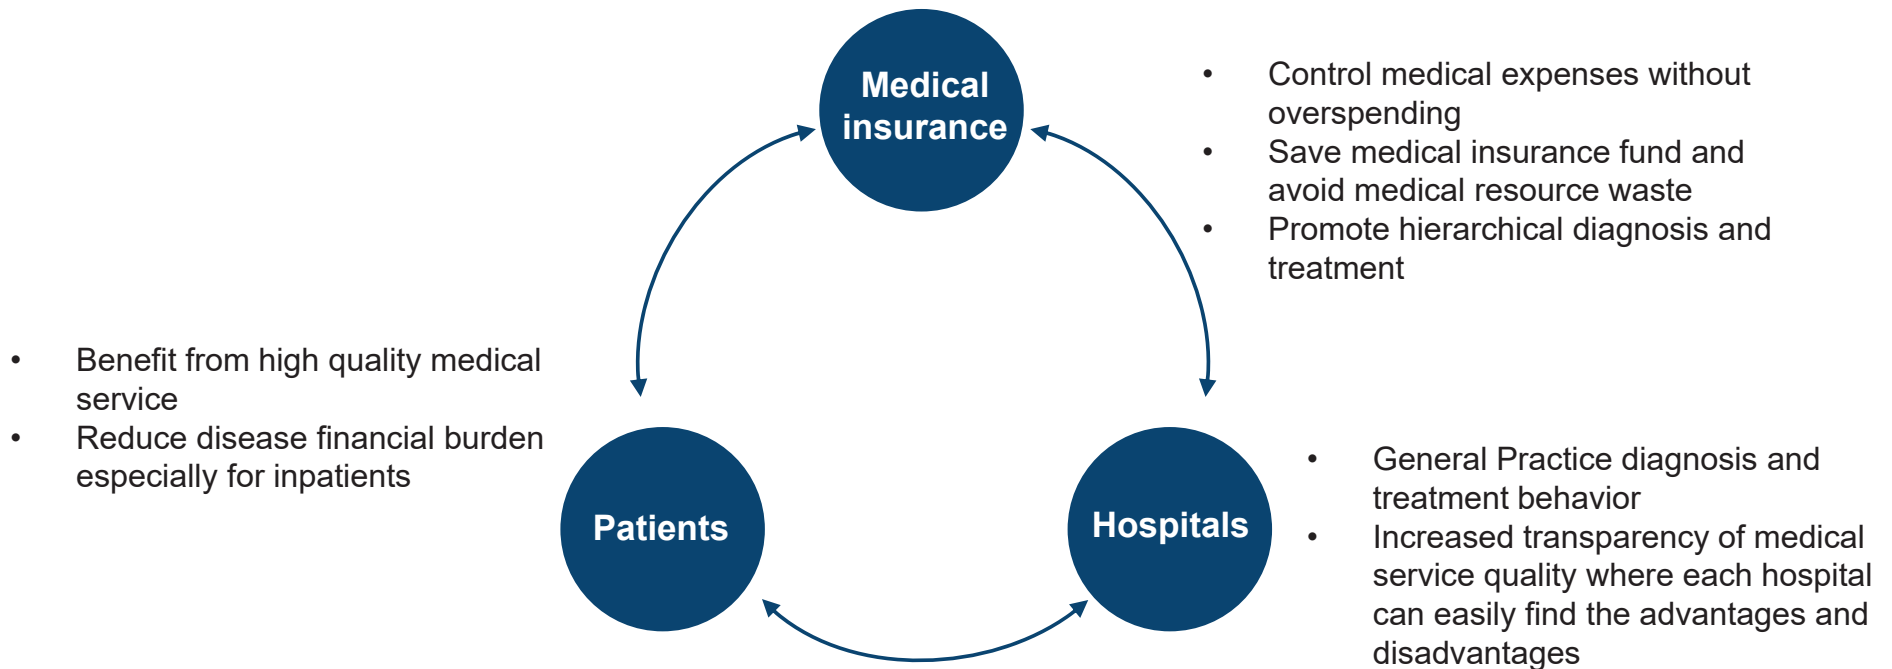 Medical
insurance
• Control medical expenses without
overspending
• Save medical insurance fund and
avoid medical resource waste
• Promote hierarchical diagnosis and
treatment
• Benefit from high quality medical
service
• Reduce disease financial burden
especially for inpatients
Patients
Hospitals
• General Practice diagnosis and
treatment behavior
• Increased transparency of medical
service quality where each hospital
can easily find the advantages and
disadvantages